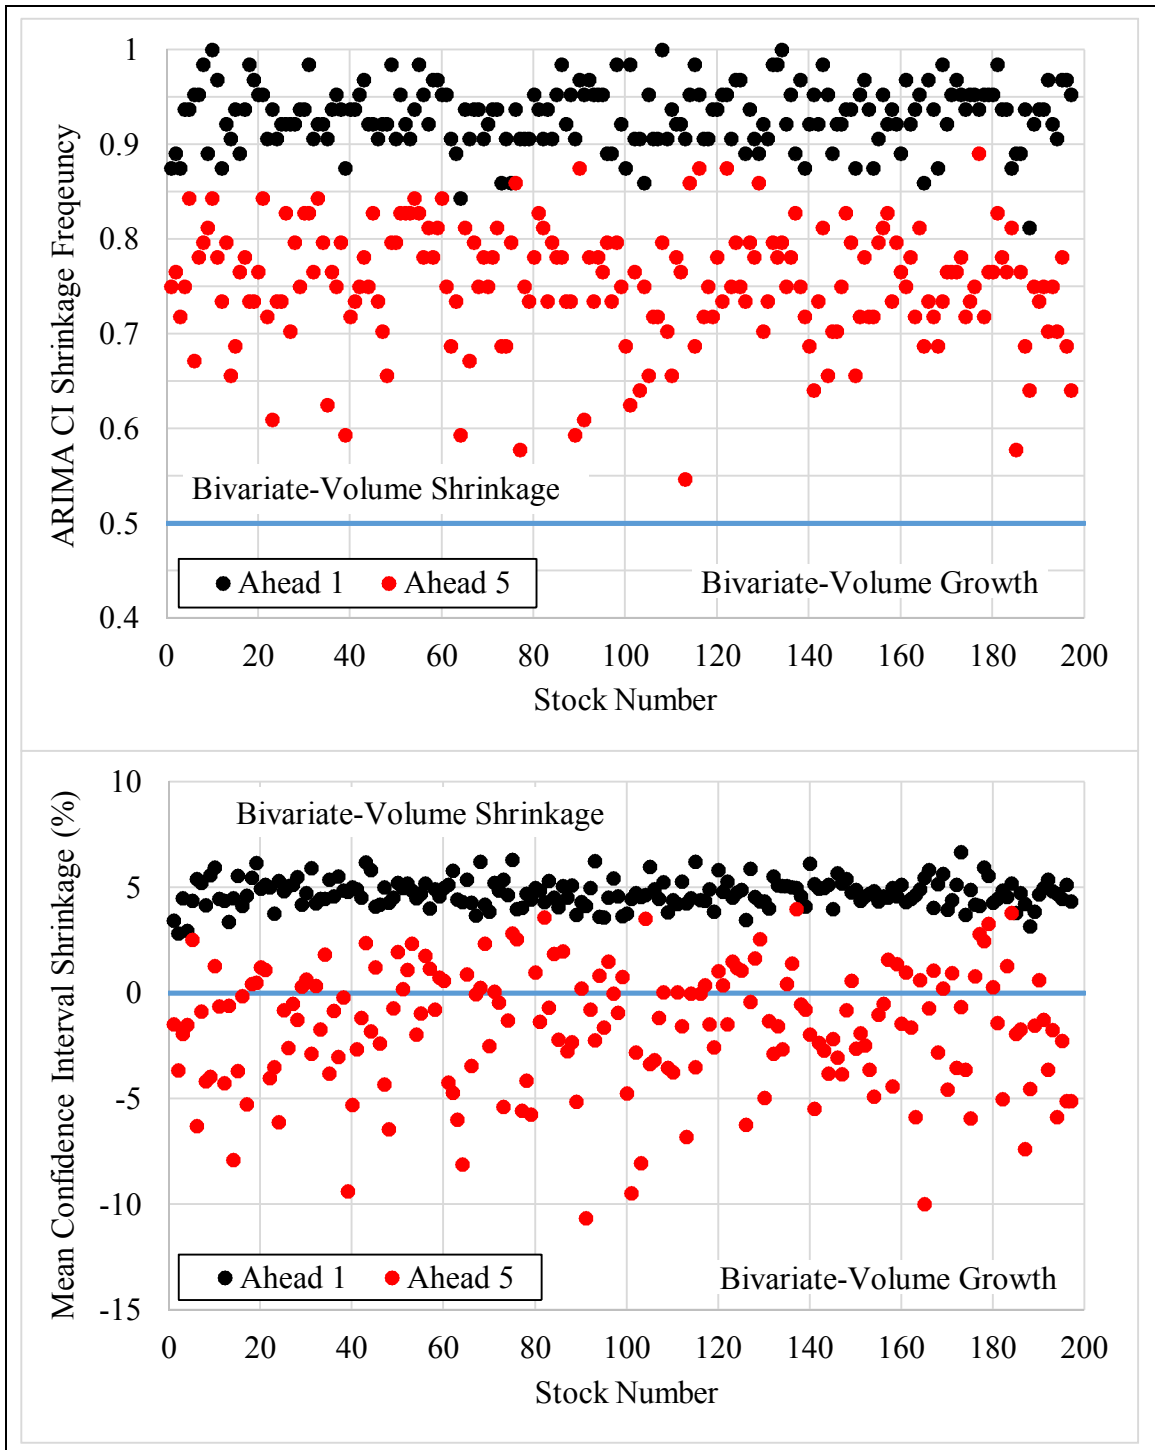 ARIMA CI Shrinkage Freqeuncy
1
0.9
0.8
0.7
0.6
0.5
0.4
Bivariate-Volume Shrinkage
Ahead 1 Ahead 5
Bivariate-Volume Growth
0 20 40 60 80 100 120 140 160 180 200
Stock Number
Mean Confidence Interval Shrinkage (%)
10
5
0
-5
-10
-15
Bivariate-Volume Shrinkage
Ahead 1 Ahead 5
Bivariate-Volume Growth
0 20 40 60 80 100 120 140 160 180 200
Stock Number